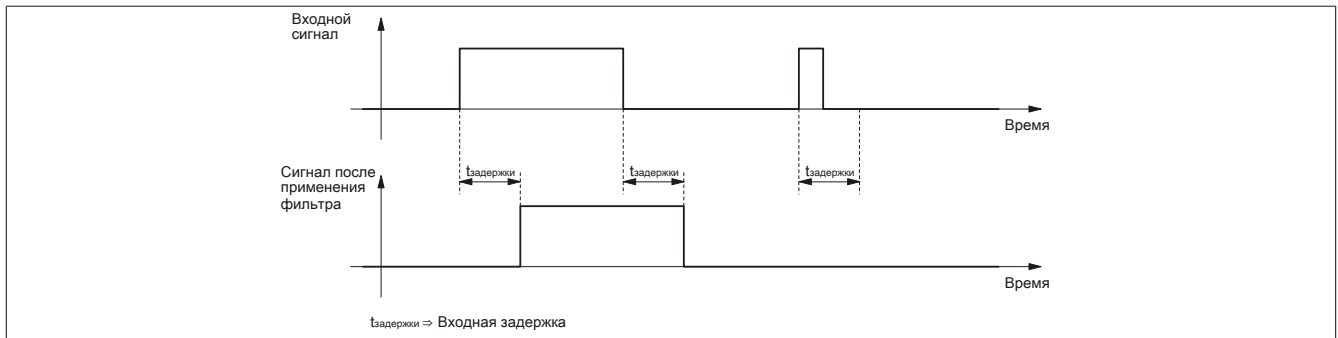 Входной
сигнал
Время
Сигнал после
применения
фильтра
tзадержки
tзадержки
tзадержки
Время
tзадержки ⇒ Входная задержка